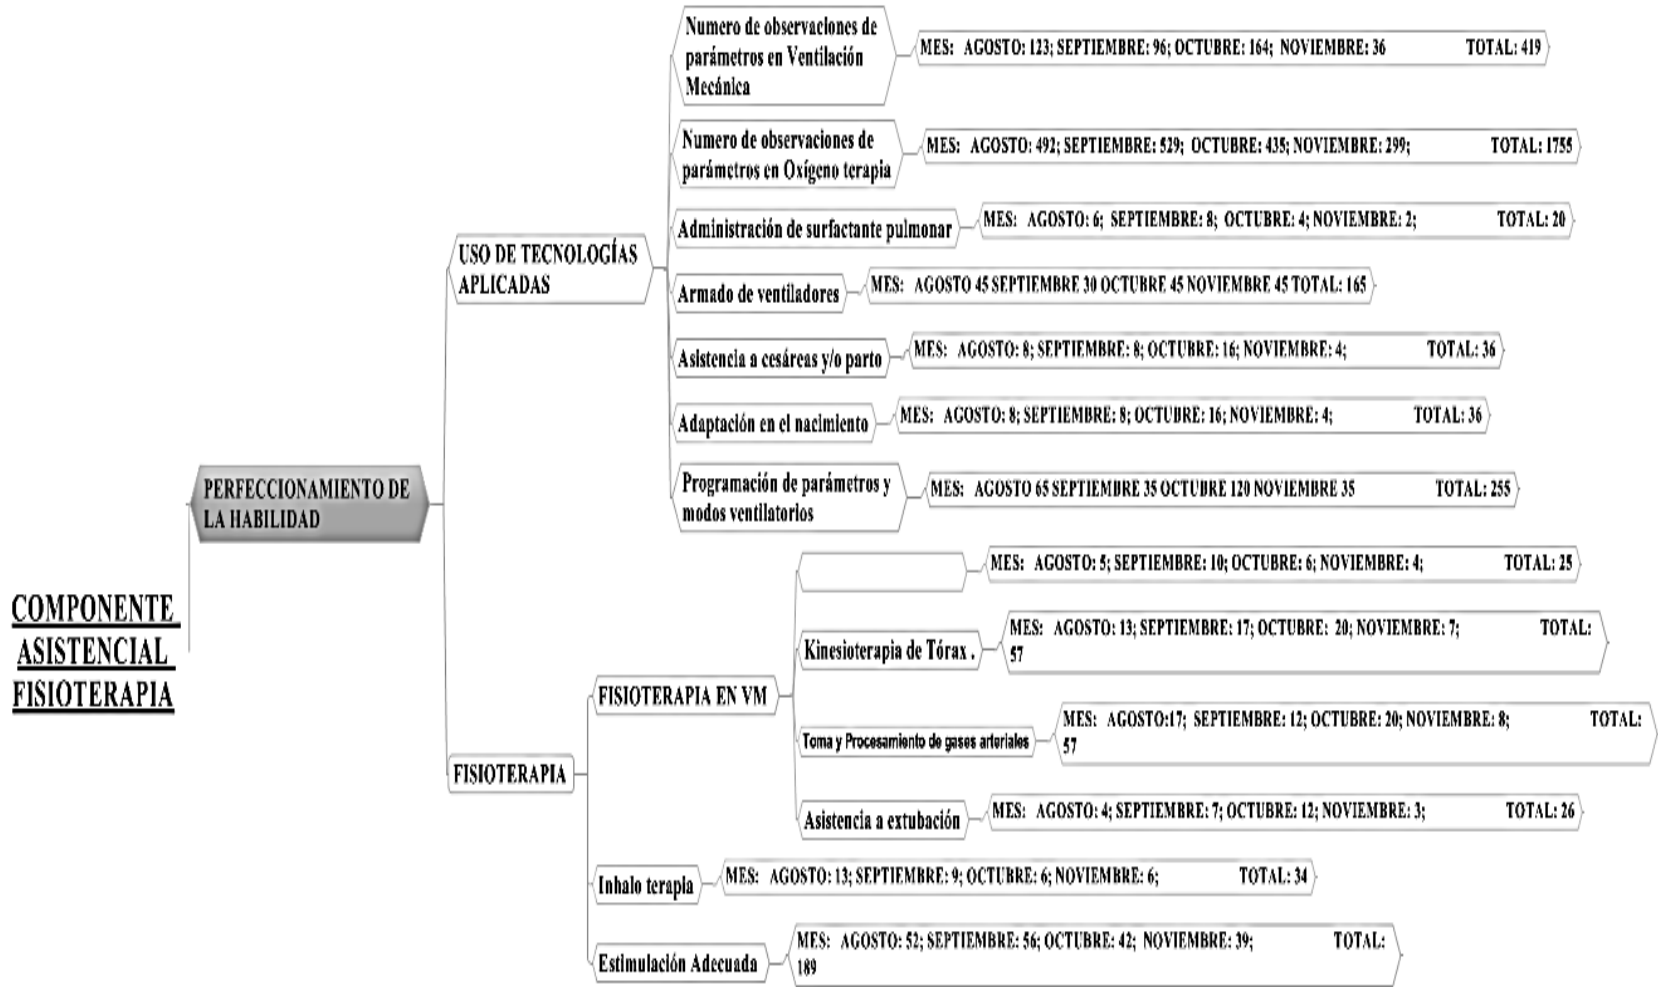 COMPONENTE
ASISTENCIAL
FISIOTERAPIA
PERFECCIONAMIENTO DE
LA HABILIDAD
USO DE TECNOLOGÍAS
APLICADAS
Numero de observaciones de
parámetros en Ventilación
Mecánica
MES: AGOSTO: 123; SEPTIEMBRE: 96; OCTUBRE: 164; NOVIEMBRE: 36 TOTAL: 419
Numero de observaciones de
parámetros en Oxígeno terapia
MES: AGOSTO: 492; SEPTIEMBRE: 529; OCTUBRE: 435; NOVIEMBRE: 299; TOTAL: 1755
Administración de surfactante pulmonar
MES: AGOSTO: 6; SEPTIEMBRE: 8; OCTUBRE: 4; NOVIEMBRE: 2; TOTAL: 20
Armado de ventiladores
MES: AGOSTO 45 SEPTIEMBRE 30 OCTUBRE 45 NOVIEMBRE 45 TOTAL: 165
Asistencia a cesáreas y/o parto
MES: AGOSTO: 8; SEPTIEMBRE: 8; OCTUBRE: 16; NOVIEMBRE: 4; TOTAL: 36
Adaptación en el nacimiento
MES: AGOSTO: 8; SEPTIEMBRE: 8; OCTUBRE: 16; NOVIEMBRE: 4; TOTAL: 36
Programación de parámetros y
modos ventilatorios
MES: AGOSTO 65 SEPTIEMBRE 35 OCTUBRE 120 NOVIEMBRE 35 TOTAL: 255
FISIOTERAPIA
FISIOTERAPIA EN VM
MES: AGOSTO: 5; SEPTIEMBRE: 10; OCTUBRE: 6; NOVIEMBRE: 4; TOTAL: 25
Kinesioterapia de Tórax .
MES: AGOSTO: 13; SEPTIEMBRE: 17; OCTUBRE: 20; NOVIEMBRE: 7; TOTAL:
57
Toma y Procesamiento de gases arteriales
MES: AGOSTO:17; SEPTIEMBRE: 12; OCTUBRE: 20; NOVIEMBRE: 8; TOTAL:
57
Asistencia a extubación
MES: AGOSTO: 4; SEPTIEMBRE: 7; OCTUBRE: 12; NOVIEMBRE: 3; TOTAL: 26
Inhalo terapia
MES: AGOSTO: 13; SEPTIEMBRE: 9; OCTUBRE: 6; NOVIEMBRE: 6; TOTAL: 34
Estimulación Adecuada
MES: AGOSTO: 52; SEPTIEMBRE: 56; OCTUBRE: 42; NOVIEMBRE: 39; TOTAL:
189